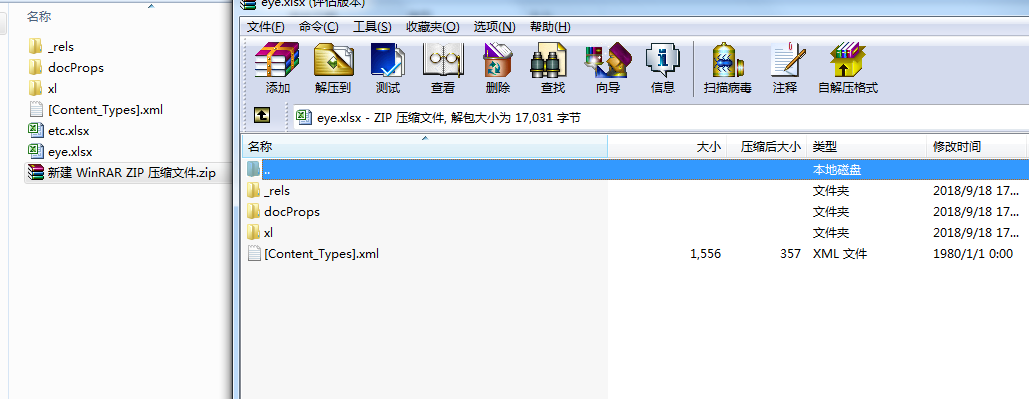 名称
_rels
docProps
xl
[Content_Types].xml
etc.xlsx
eye.xlsx
新建 WinRAR ZIP 压缩文件.zip
eye.xlsx (评估版本)
文件(F) 命令(C) 工具(S) 收藏夹(O) 选项(N) 帮助(H)
添加 解压到 测试 查看 删除 查找 向导 信息 扫描病毒 注释 自解压格式
eye.xlsx - ZIP 压缩文件, 解包大小为 17,031 字节
名称 大小 压缩后大小 类型 修改时间
.. 本地磁盘
_rels 文件夹 2018/9/18 17...
docProps 文件夹 2018/9/18 17...
xl 文件夹 2018/9/18 17...
[Content_Types].xml 1,556 357 XML 文件 1980/1/1 0:00